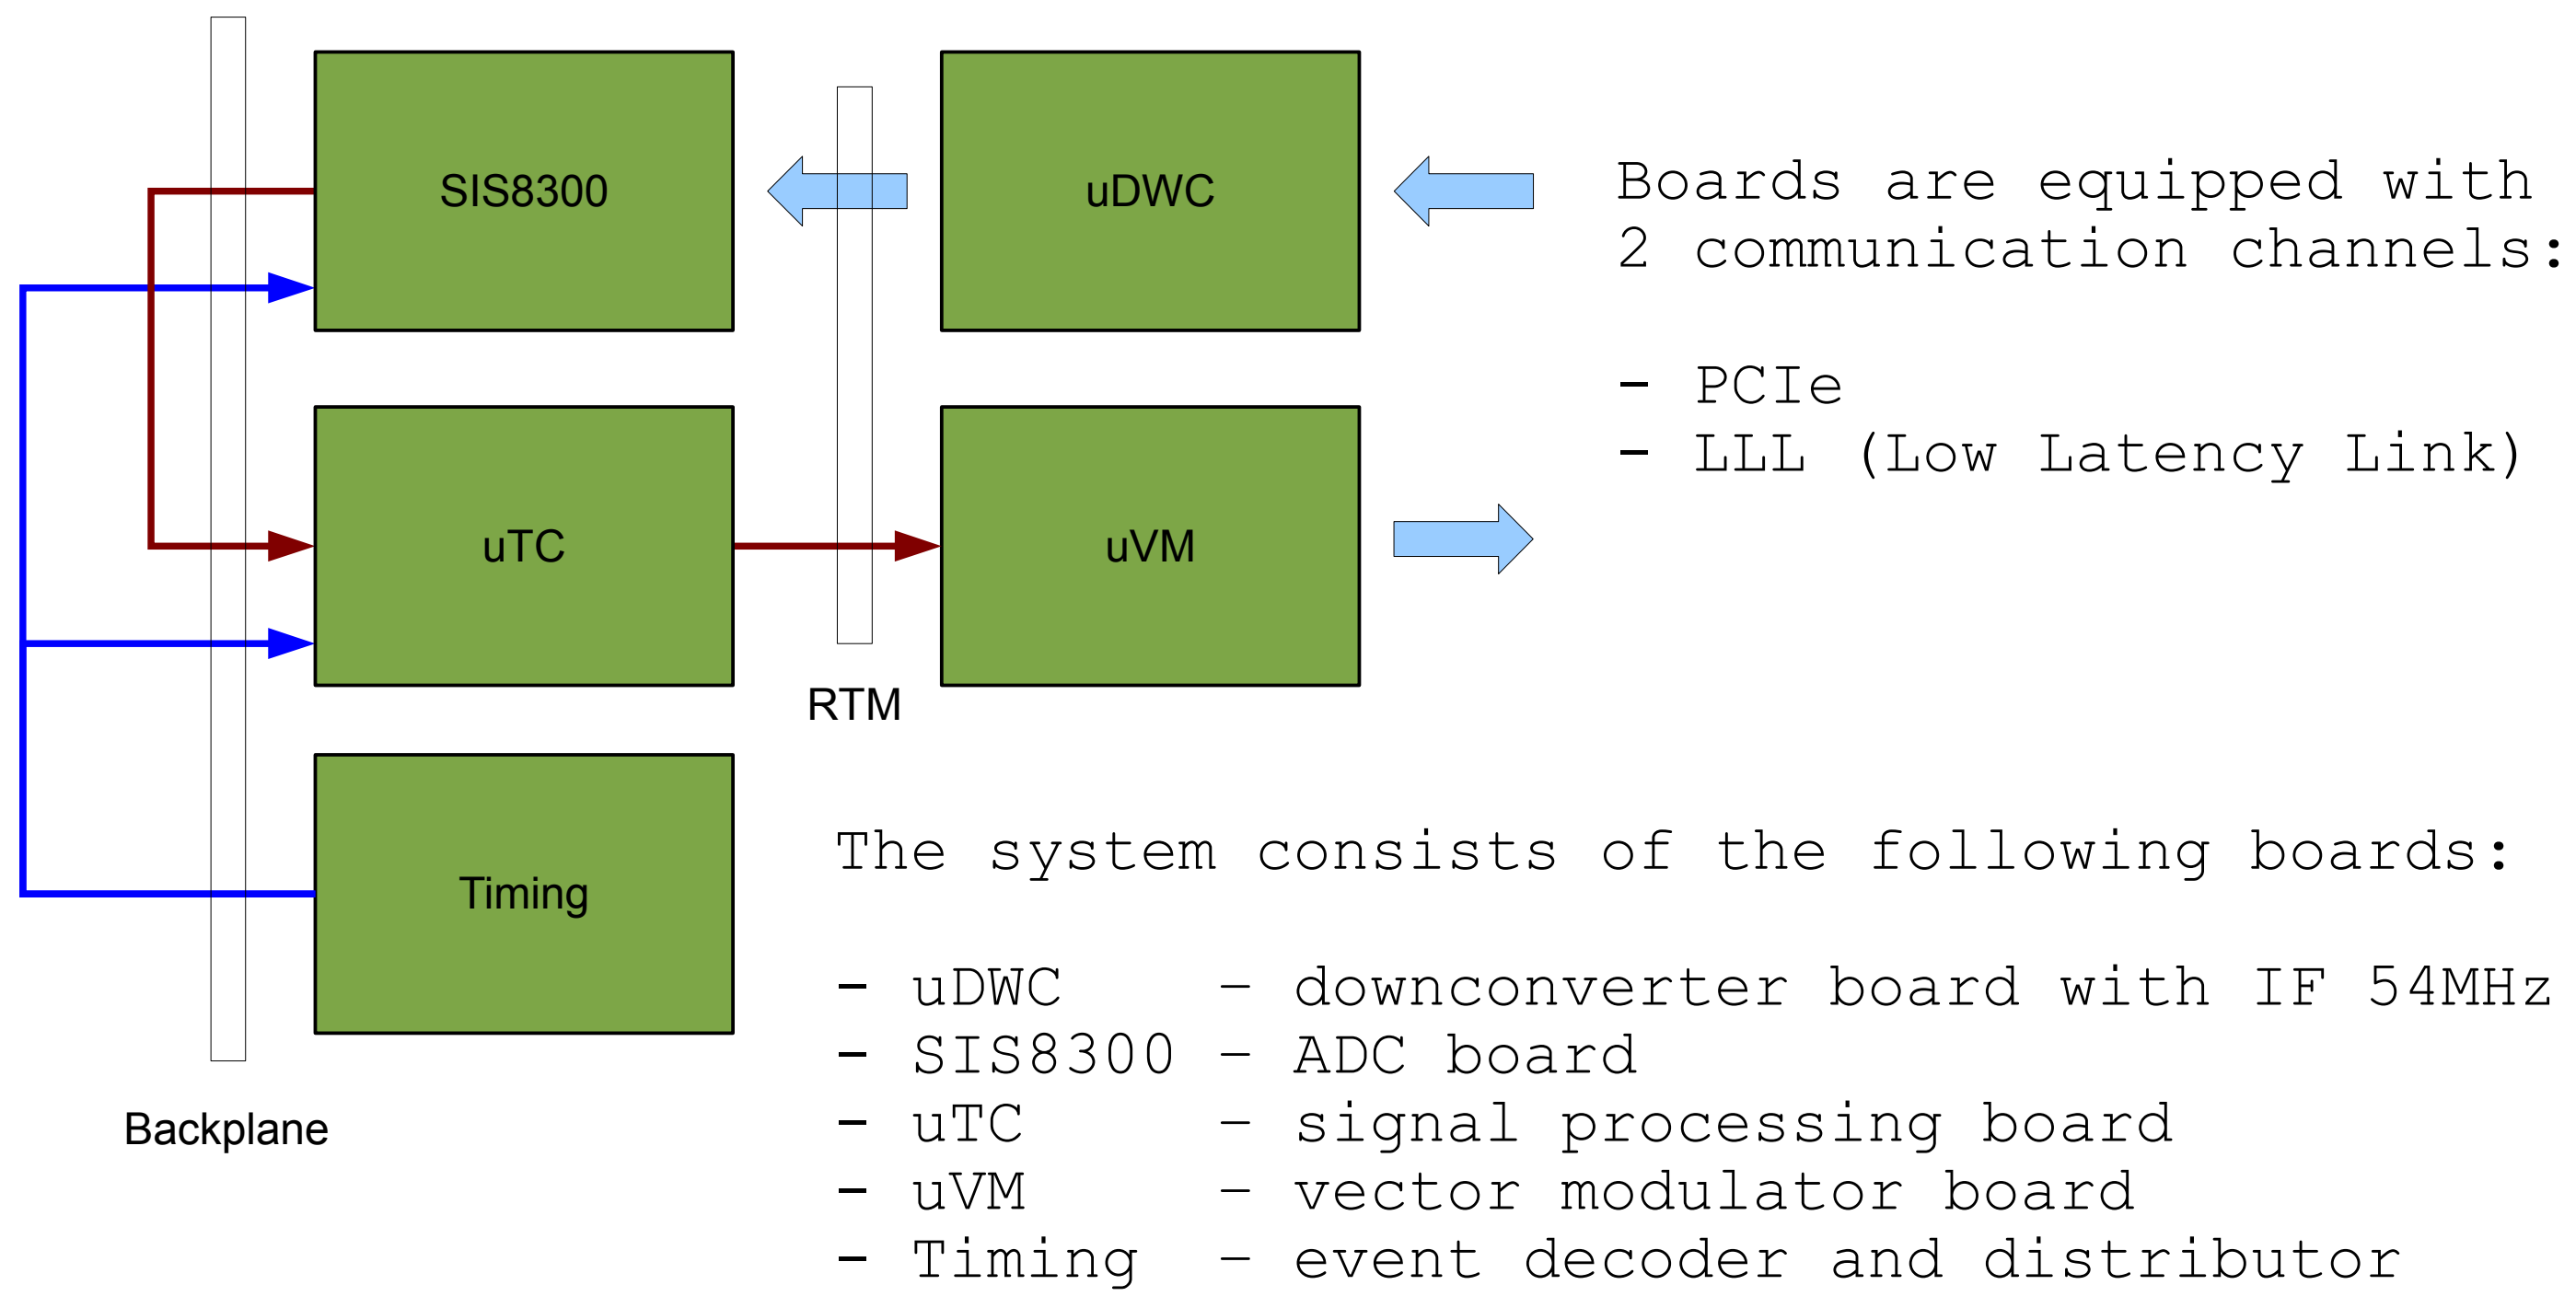 SIS8300
uDWC
Boards are equipped with
2 communication channels:
- PCIe
- LLL (Low Latency Link)
uTC
uVM
RTM
Timing
Backplane
The system consists of the following boards:
- uDWC – downconverter board with IF 54MHz
- SIS8300 – ADC board
- uTC – signal processing board
- uVM – vector modulator board
- Timing – event decoder and distributor